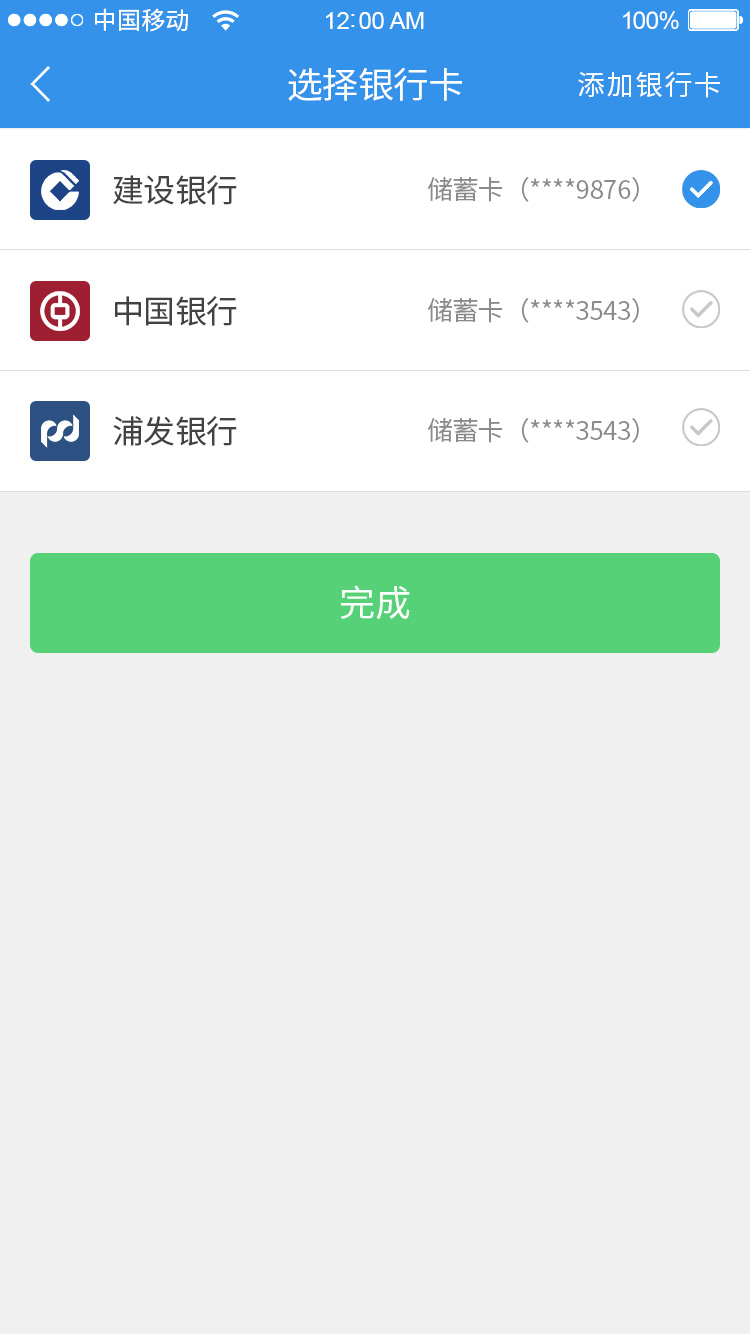 中国移动 12:00 AM 100%
选择银行卡 添加银行卡
建设银行 储蓄卡（****9876）
中国银行 储蓄卡（****3543）
浦发银行 储蓄卡（****3543）
完成